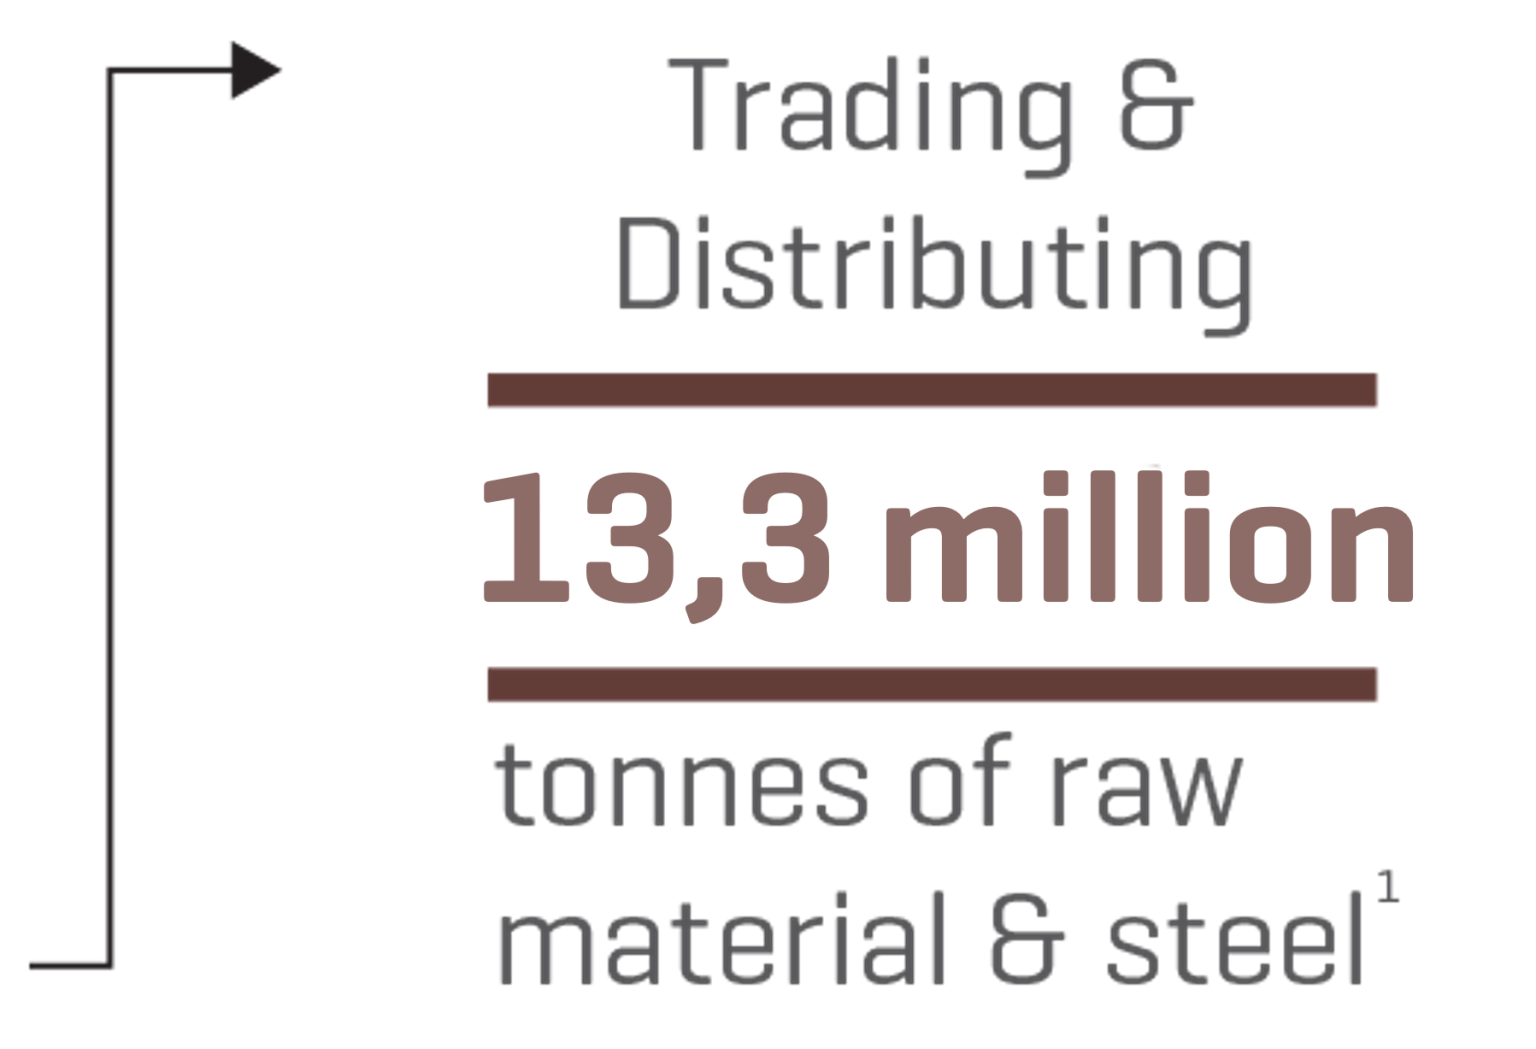 Trading &
Distributing
13,3 million
tonnes of raw
material & steel¹